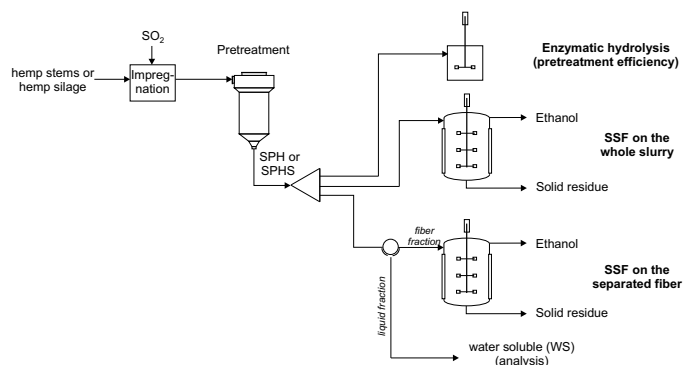 SO2
Pretreatment
hemp stems or
hemp silage
Impreg-
nation
SPH or
SPHS
Enzymatic hydrolysis
(pretreatment efficiency)
Ethanol
SSF on the
whole slurry
Solid residue
fiber
fraction
liquid fraction
Ethanol
SSF on the
separated fiber
Solid residue
water soluble (WS)
(analysis)